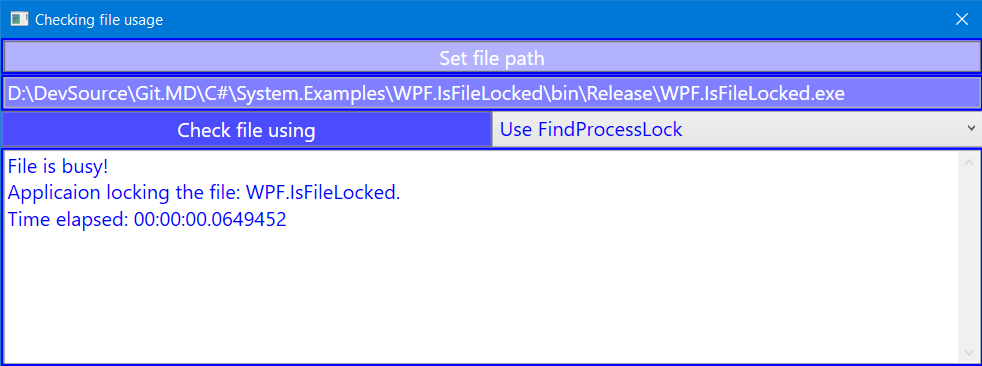 Checking file usage
Set file path
D:\DevSource\Git.MD\C#\System.Examples\WPF.IsFileLocked\bin\Release\WPF.IsFileLocked.exe
Check file using
Use FindProcessLock
File is busy!
Applicaion locking the file: WPF.IsFileLocked.
Time elapsed: 00:00:00.0649452